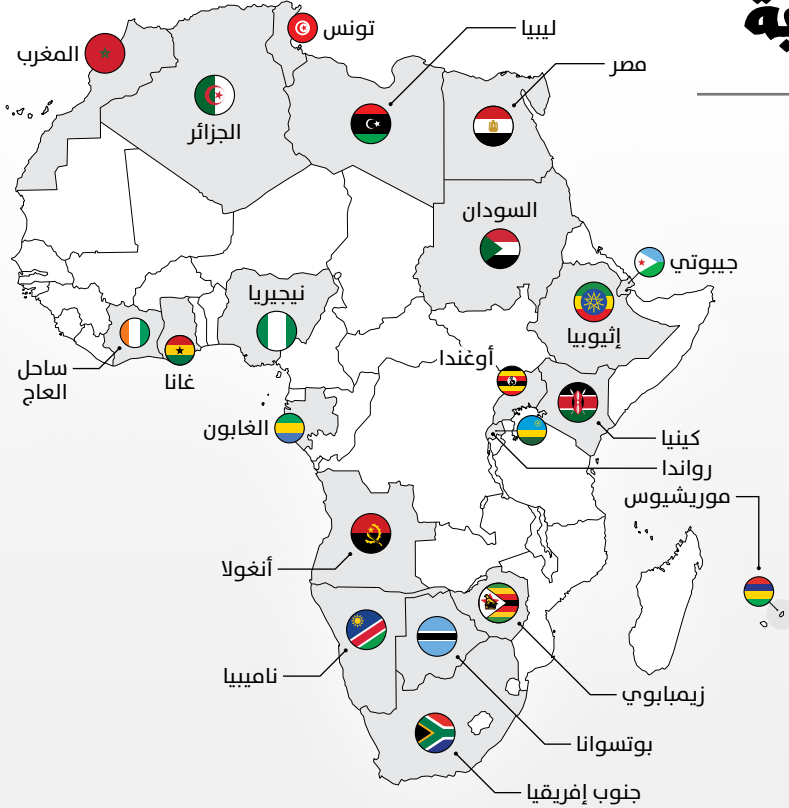 تونس
ليبيا
المغرب
مصر
الجزائر
السودان
جيبوتي
نيجيريا
إثيوبيا
أوغندا
ساحل
العاج
غانا
الغابون
كينيا
رواندا
موريشيوس
أنغولا
ناميبيا
زيمبابوي
بوتسوانا
جنوب إفريقيا